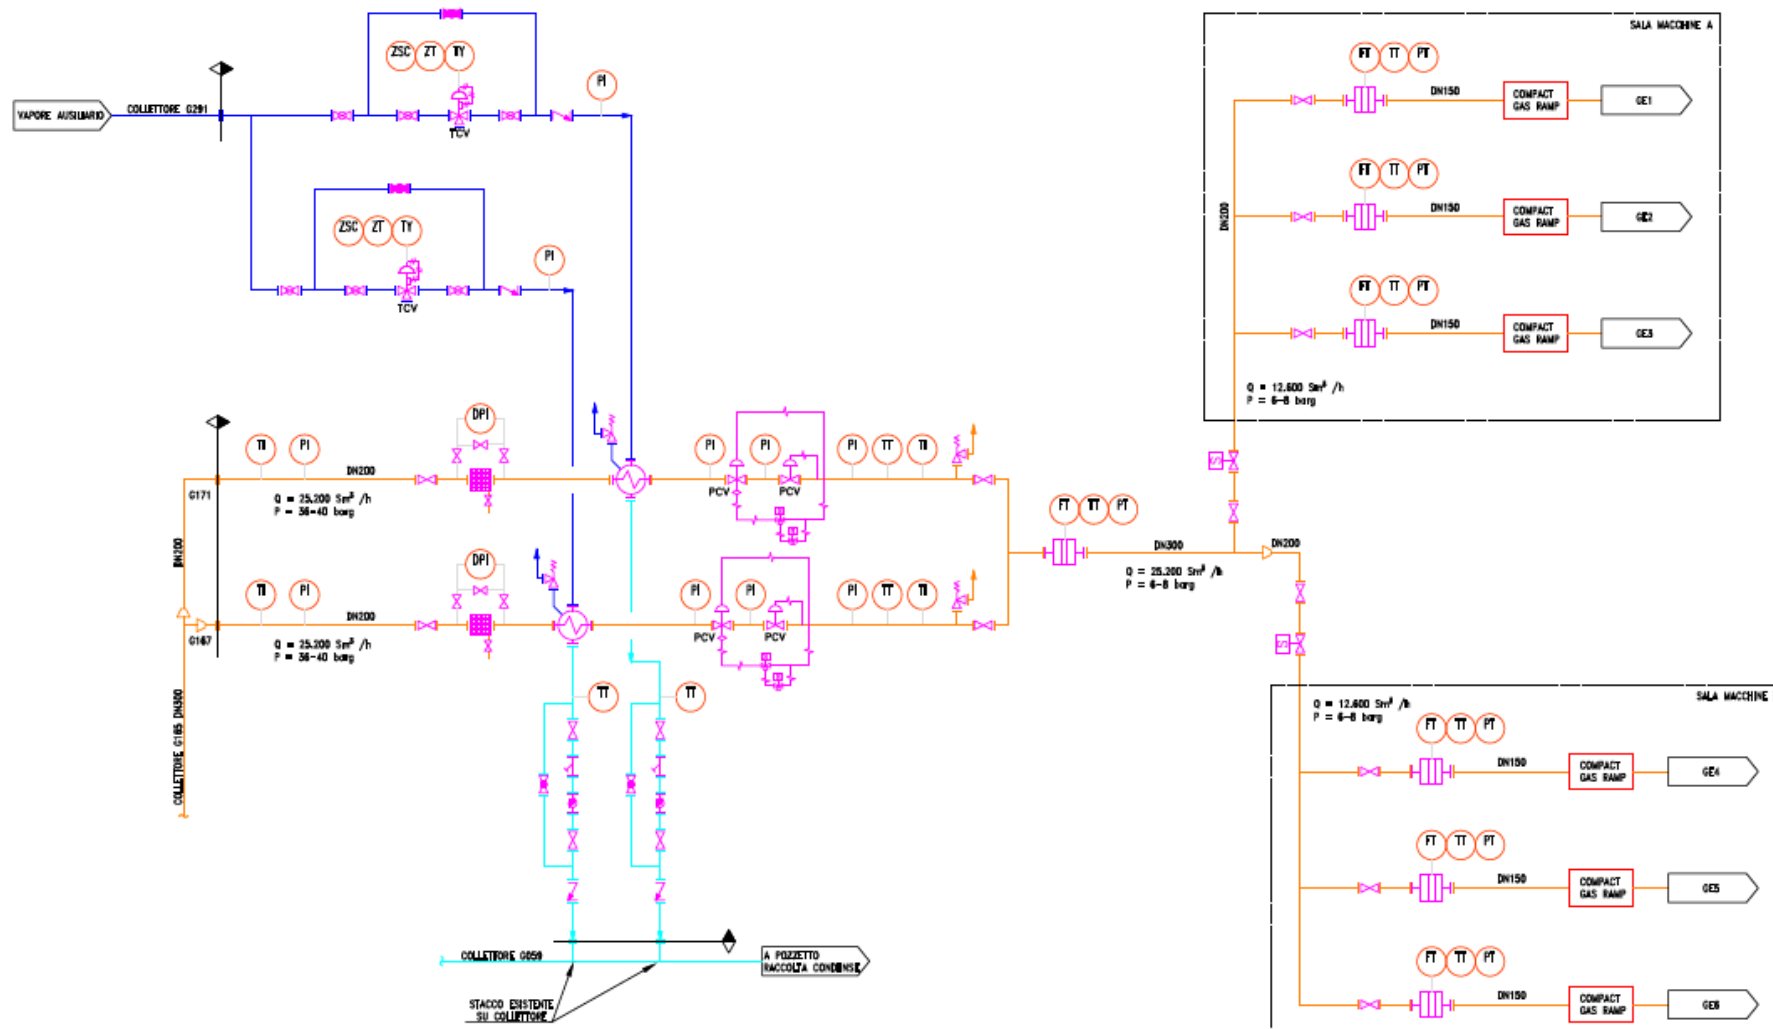 SALA MACCHINE A
ZSC ZT TY
PI
FT TT PT
VAPORE AUSILIARIO
COLLETTORE G291
TCV
DN150
COMPACT
GAS RAMP
GE1
ZSC ZT TY
PI
TCV
FT TT PT
DN150
COMPACT
GAS RAMP
GE2
DN200
FT TT PT
DN150
COMPACT
GAS RAMP
GE3
Q = 12.600 Sm³ /h
P = 6-8 barg
TI PI
DN200
DPI
PI
PI
PI TT TI
PCV
PCV
G171
Q = 25.200 Sm³ /h
P = 36-40 barg
FT TT PT
DN300
DN200
Q = 25.200 Sm³ /h
P = 6-8 barg
S
DN200
TI PI
DN200
DPI
PI
PI
PI TT TI
PCV
PCV
G167
Q = 25.200 Sm³ /h
P = 36-40 barg
S
COLLETTORE G165 DN300
TT
TT
SALA MACCHINE
Q = 12.600 Sm³ /h
P = 6-8 barg
FT TT PT
DN150
COMPACT
GAS RAMP
GE4
FT TT PT
DN150
COMPACT
GAS RAMP
GE5
FT TT PT
DN150
COMPACT
GAS RAMP
GE6
COLLETTORE G059
A POZZETTO
RACCOLTA CONDENSE
STACCO ESISTENTE
SU COLLETTORE